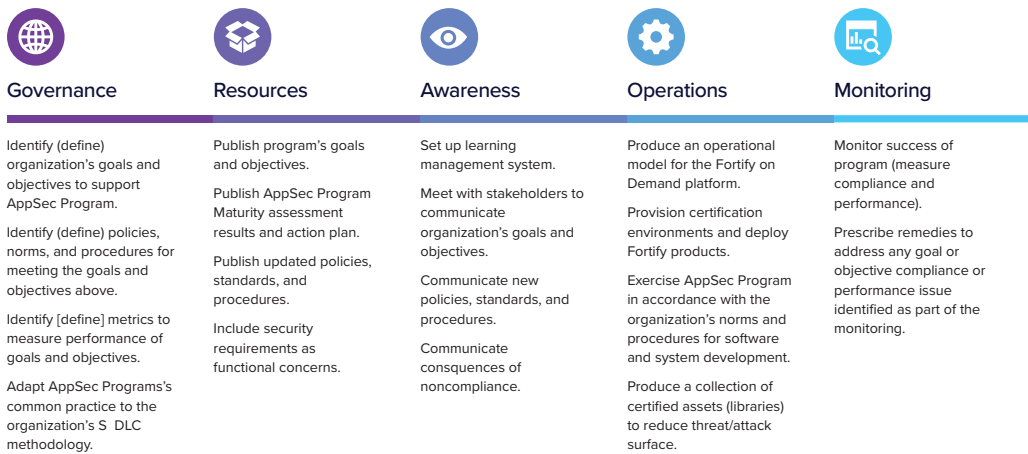 Governance
Identify (define)
organization's goals and
objectives to support
AppSec Program.
Identify (define) policies,
norms, and procedures for
meeting the goals and
objectives above.
Identify [define] metrics to
measure performance of
goals and objectives.
Adapt AppSec Programs's
common practice to the
organization's S DLC
methodology.
Resources
Publish program's goals
and objectives.
Publish AppSec Program
Maturity assessment
results and action plan.
Publish updated policies,
standards, and
procedures.
Include security
requirements as
functional concerns.
Awareness
Set up learning
management system.
Meet with stakeholders to
communicate
organization's goals and
objectives.
Communicate new
policies, standards, and
procedures.
Communicate
consquences of
noncompliance.
Operations
Produce an operational
model for the Fortify on
Demand platform.
Provision certification
environments and deploy
Fortify products.
Exercise AppSec Program
in accordance with the
organization's norms and
procedures for software
and system development.
Produce a collection of
certified assets (libraries)
to reduce threat/attack
surface.
Monitoring
Monitor success of
program (measure
compliance and
performance).
Prescribe remedies to
address any goal or
objective compliance or
performance issue
identified as part of the
monitoring.